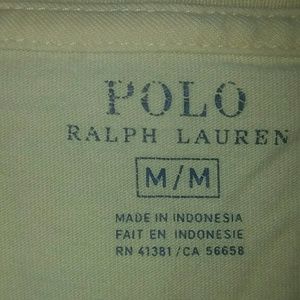 POLO
RALPH LAUREN
M/M
MADE IN INDONESIA
FAIT EN INDONESIE
RN 41381/CA 56658